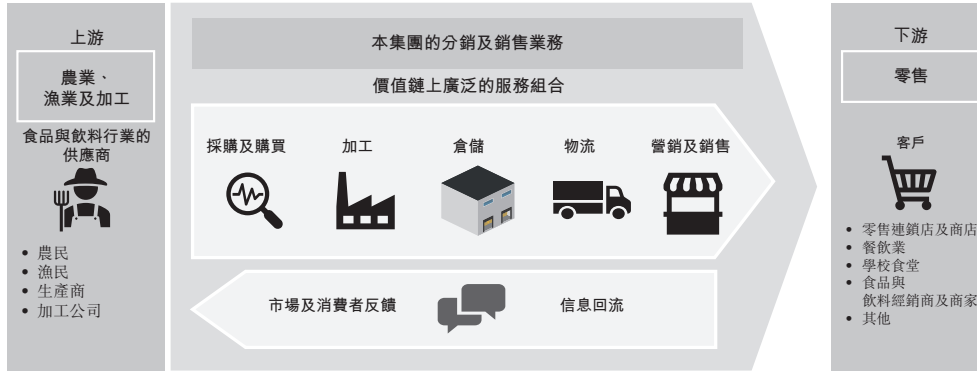 上游
農業、
漁業及加工
食品與飲料行業的
供應商
• 農民
• 漁民
• 生產商
• 加工公司
本集團的分銷及銷售業務
價值鏈上廣泛的服務組合
採購及購買
加工
倉儲
物流
營銷及銷售
市場及消費者反饋
信息回流
下游
零售
客戶
• 零售連鎖店及商店
• 餐飲業
• 學校食堂
• 食品與
飲料經銷商及商家
• 其他